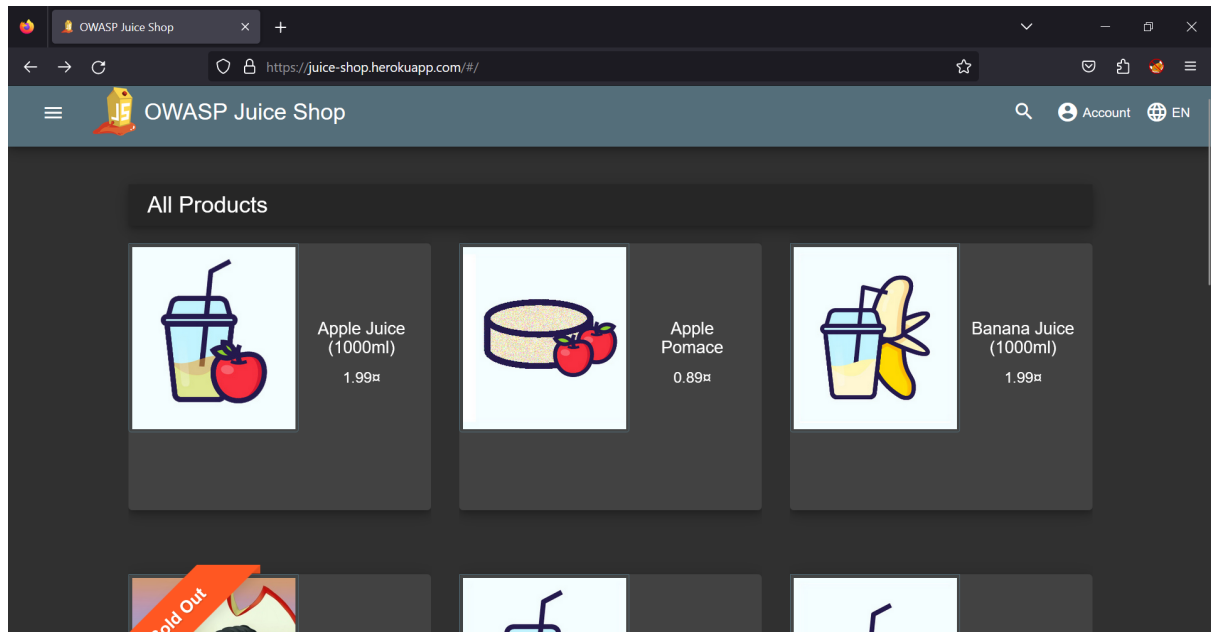 OWASP Juice Shop
https://juice-shop.herokuapp.com/#/
JS
OWASP Juice Shop
Account
EN
All Products
Apple Juice
(1000ml)
1.99¤
Apple
Pomace
0.89¤
Banana Juice
(1000ml)
1.99¤
Sold Out